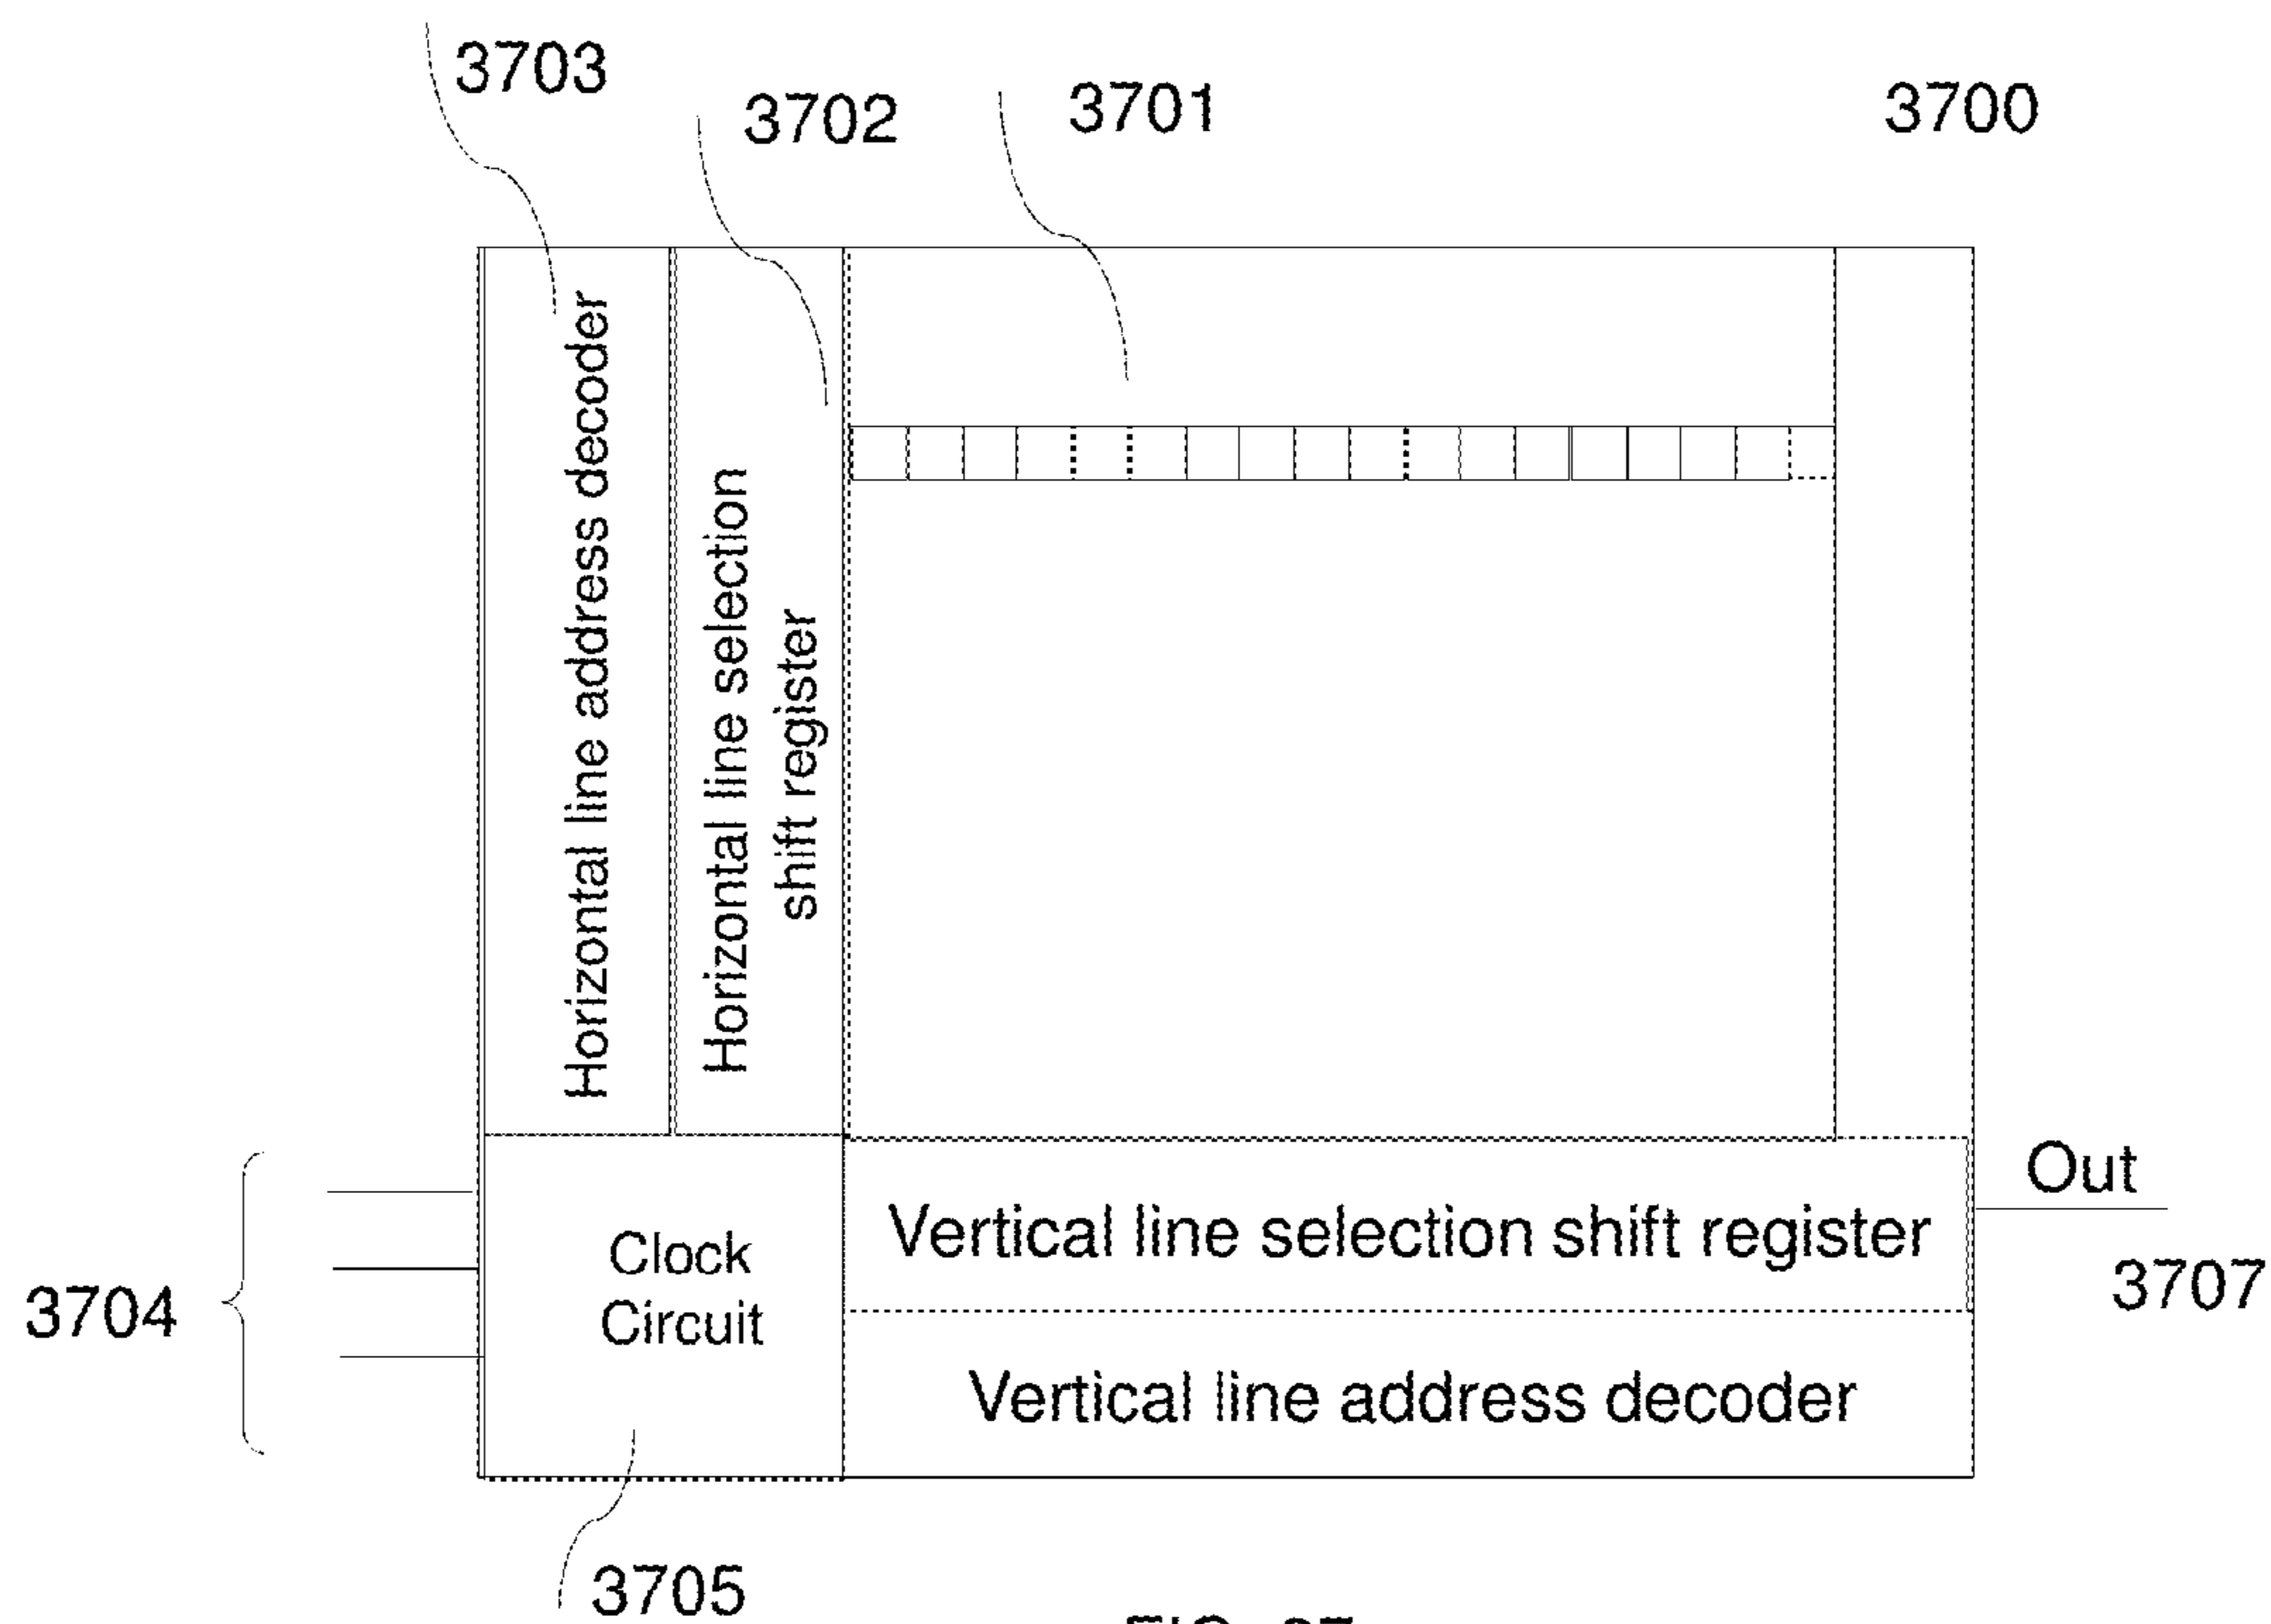 3703
3702
3701
3700
Horizontal line address decoder
Horizontal line selection
shift register
Out
3707
Vertical line selection shift register
Clock
Circuit
3704
Vertical line address decoder
3705